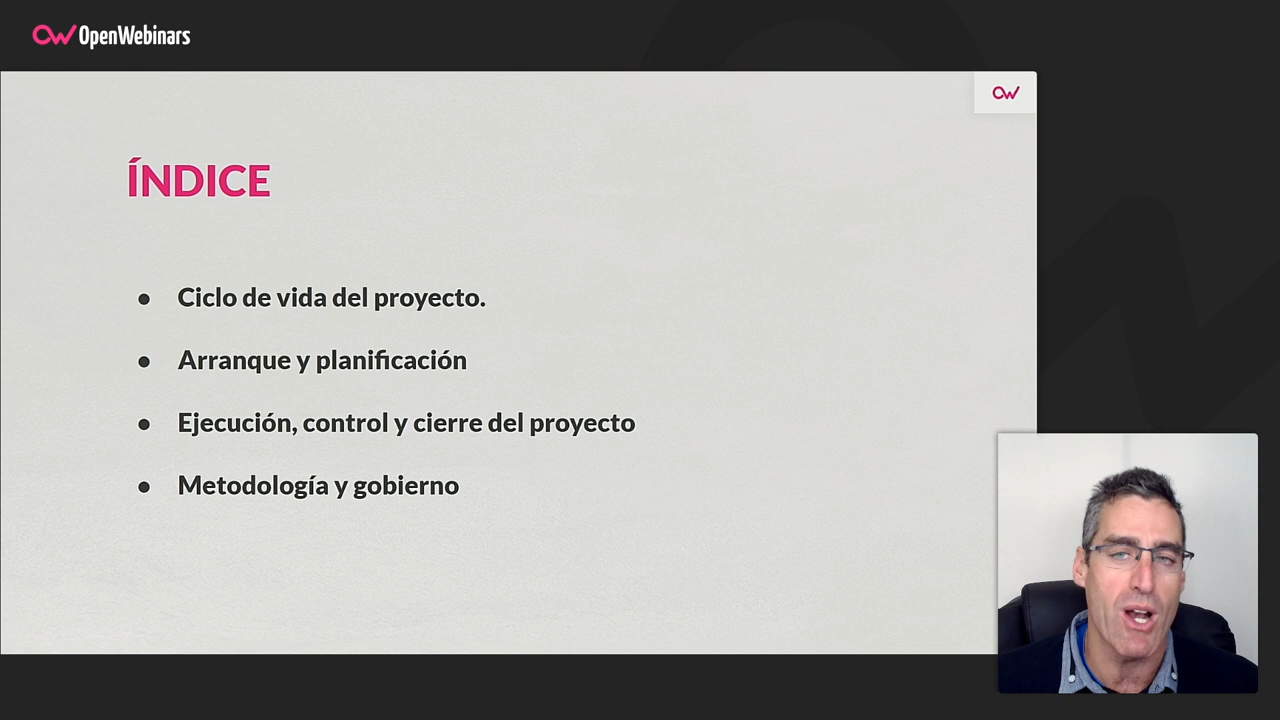 OpenWebinars
ÍNDICE
● Ciclo de vida del proyecto.
● Arranque y planificación
● Ejecución, control y cierre del proyecto
● Metodología y gobierno